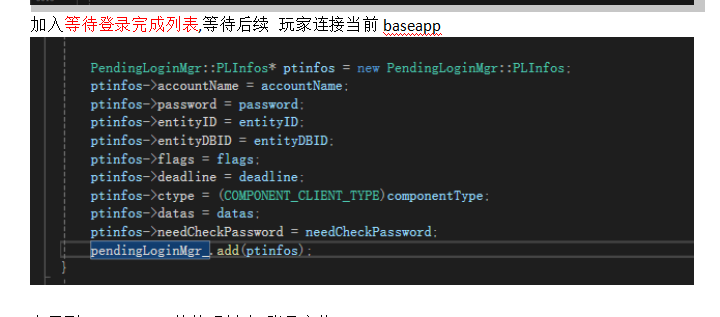 加入等待登录完成列表,等待后续 玩家连接当前 baseapp
PendingLoginMgr::PLInfos* ptinfos = new PendingLoginMgr::PLInfos;
ptinfos->accountName = accountName;
ptinfos->password = password;
ptinfos->entityID = entityID;
ptinfos->entityDBID = entityDBID;
ptinfos->flags = flags;
ptinfos->deadline = deadline;
ptinfos->ctype = (COMPONENT_CLIENT_TYPE)componentType;
ptinfos->datas = datas;
ptinfos->needCheckPassword = needCheckPassword;
pendingLoginMgr_.add(ptinfos);
}